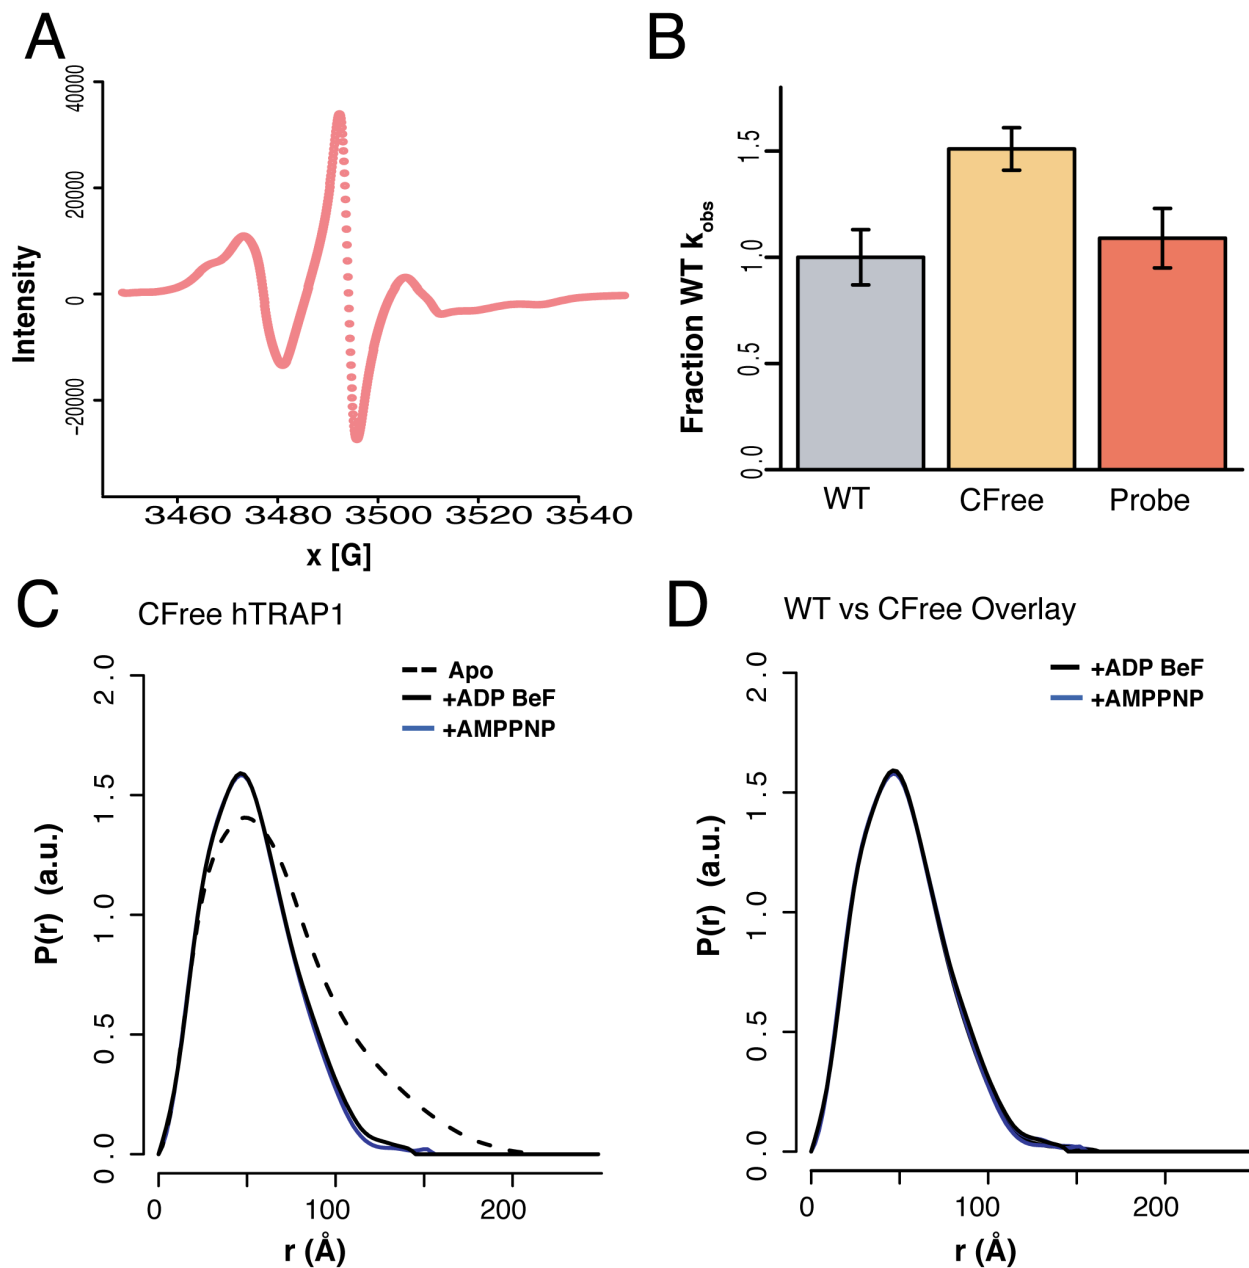 A
40000
20000
0
-20000
Intensity
3460 3480 3500 3520 3540
x [G]
B
1.5
1.0
0.5
0.0
Fraction WT kobs
WT CFree Probe
C
CFree hTRAP1
Apo
+ADP BeF
+AMPPNP
2.0
1.5
1.0
0.5
0.0
P(r) (a.u.)
0 100 200
r (Å)
D
WT vs CFree Overlay
+ADP BeF
+AMPPNP
2.0
1.5
1.0
0.5
0.0
P(r) (a.u.)
0 100 200
r (Å)